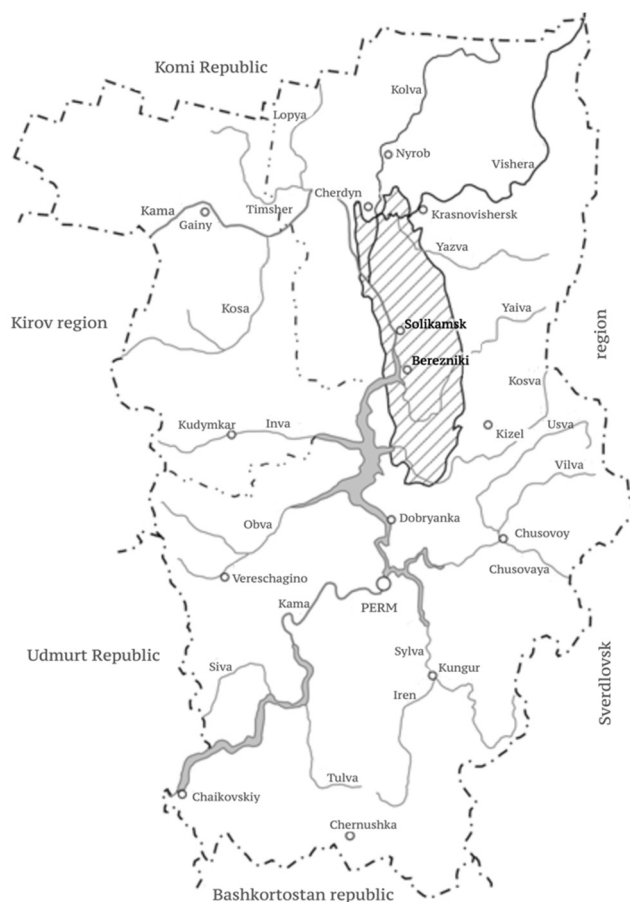 Komi Republic
Kolva
Lopya
Nyrob
Vishera
Cherdyn
Kama
Timsher
Krasnovishersk
Gainy
Yazva
Kosa
Yaiva
Kirov region
Solikamsk
region
Berezniki
Kosva
Kudymkar
Inva
Usva
Kizel
Vilva
Obva
Dobryanka
Chusovoy
Chusovaya
Vereschagino
Kama
PERM
Udmurt Republic
Sylva
Siva
Kungur
Iren
Sverdlovsk
Tulva
Chaikovskiy
Chernushka
Bashkortostan republic